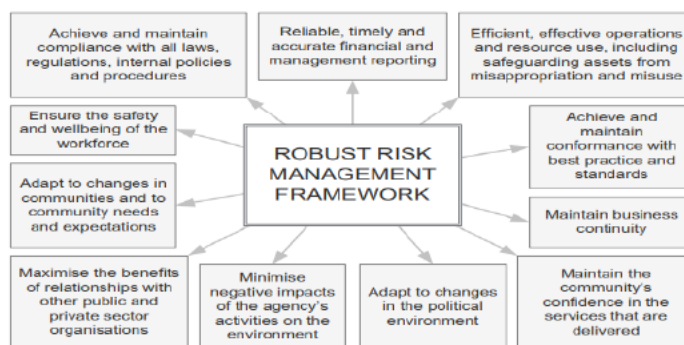 Achieve and maintain
compliance with all laws,
regulations, internal policies
and procedures
Reliable, timely and
accurate financial and
management reporting
Efficient, effective operations
and resource use, including
safeguarding assets from
misappropriation and misuse
Ensure the safety
and wellbeing of the
workforce
ROBUST RISK
MANAGEMENT
FRAMEWORK
Achieve and
maintain
conformance with
best practice and
standards
Adapt to changes in
communities and to
community needs
and expectations
Maintain business
continuity
Maximise the benefits
of relationships with
other public and
private sector
organisations
Minimise
negative impacts
of the agency's
activities on the
environment
Adapt to changes
in the political
environment
Maintain the
community's
confidence in the
services that are
delivered